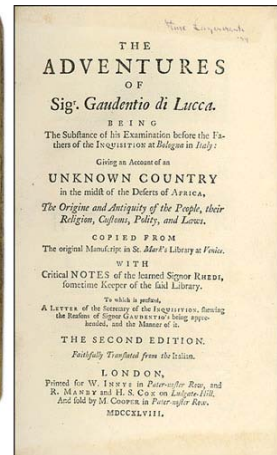 THE
ADVENTURES
OF
Sigr. Gaudentio di Lucca.
BEING
The Substance of his Examination before the Fa-
thers of the INQUISITION at Bologna in Italy:
Giving an Account of an
UNKNOWN COUNTRY
in the midst of the Deserts of AFRICA,
The Origine and Antiquity of the People, their
Religion, Customs, Polity, and Laws.
COPIED FROM
The original Manuscript in St. Mark's Library at Venice.
WITH
Critical NOTES of the learned Signor RHEDI,
sometime Keeper of the said Library.
To which is prefixed,
A LETTER of the Secretary of the INQUISITION, shewing
the Reasons of Signor GAUDENTIO's being appre-
hended, and the Manner of it.
THE SECOND EDITION.
Faithfully Translated from the Italian.
LONDON,
Printed for W. INNYS in Pater-noster Row, and
R. MANBY and H. S. COX on Ludgate-Hill.
And sold by M. COOPER in Pater-noster Row.
MDCCXLVIII.